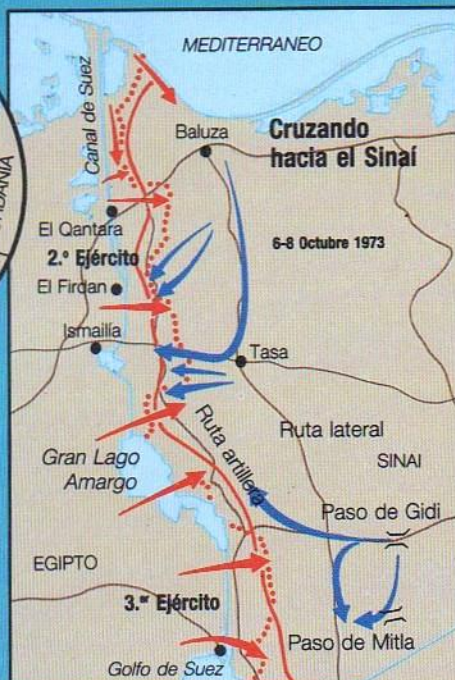 MEDITERRANEO
Canal de Suez
Baluza
Cruzando
hacia el Sinaí
El Qantara
2.º Ejército
6-8 Octubre 1973
El Firdan
Ismailía
Tasa
Ruta artillera
Ruta lateral
Gran Lago
Amargo
SINAI
Paso de Gidi
EGIPTO
3.er Ejército
Paso de Mitla
Golfo de Suez